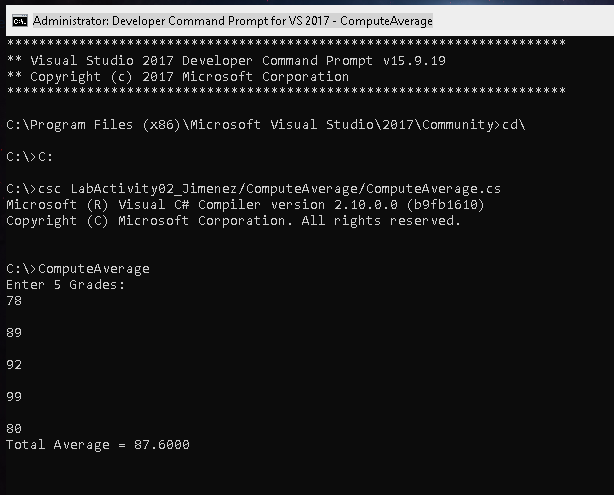 Administrator: Developer Command Prompt for VS 2017 - ComputeAverage
**********************************************************************
** Visual Studio 2017 Developer Command Prompt v15.9.19
** Copyright (c) 2017 Microsoft Corporation
**********************************************************************
C:\Program Files (x86)\Microsoft Visual Studio\2017\Community>cd\
C:\>C:
C:\>csc LabActivity02_Jimenez/ComputeAverage/ComputeAverage.cs
Microsoft (R) Visual C# Compiler version 2.10.0.0 (b9fb1610)
Copyright (C) Microsoft Corporation. All rights reserved.
C:\>ComputeAverage
Enter 5 Grades:
78
89
92
99
80
Total Average = 87.6000